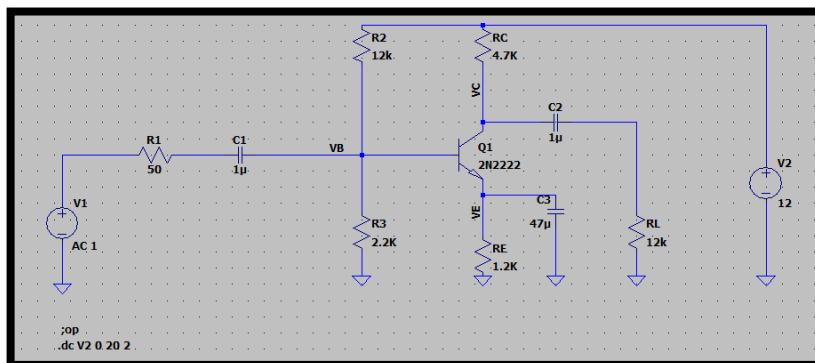 R2
12k
RC
4.7K
VC
C2
1µ
R1
50
C1
1µ
VB
Q1
2N2222
V2
12
V1
AC 1
R3
2.2K
VE
C3
47µ
RE
1.2K
RL
12k
;op
.dc V2 0 20 2